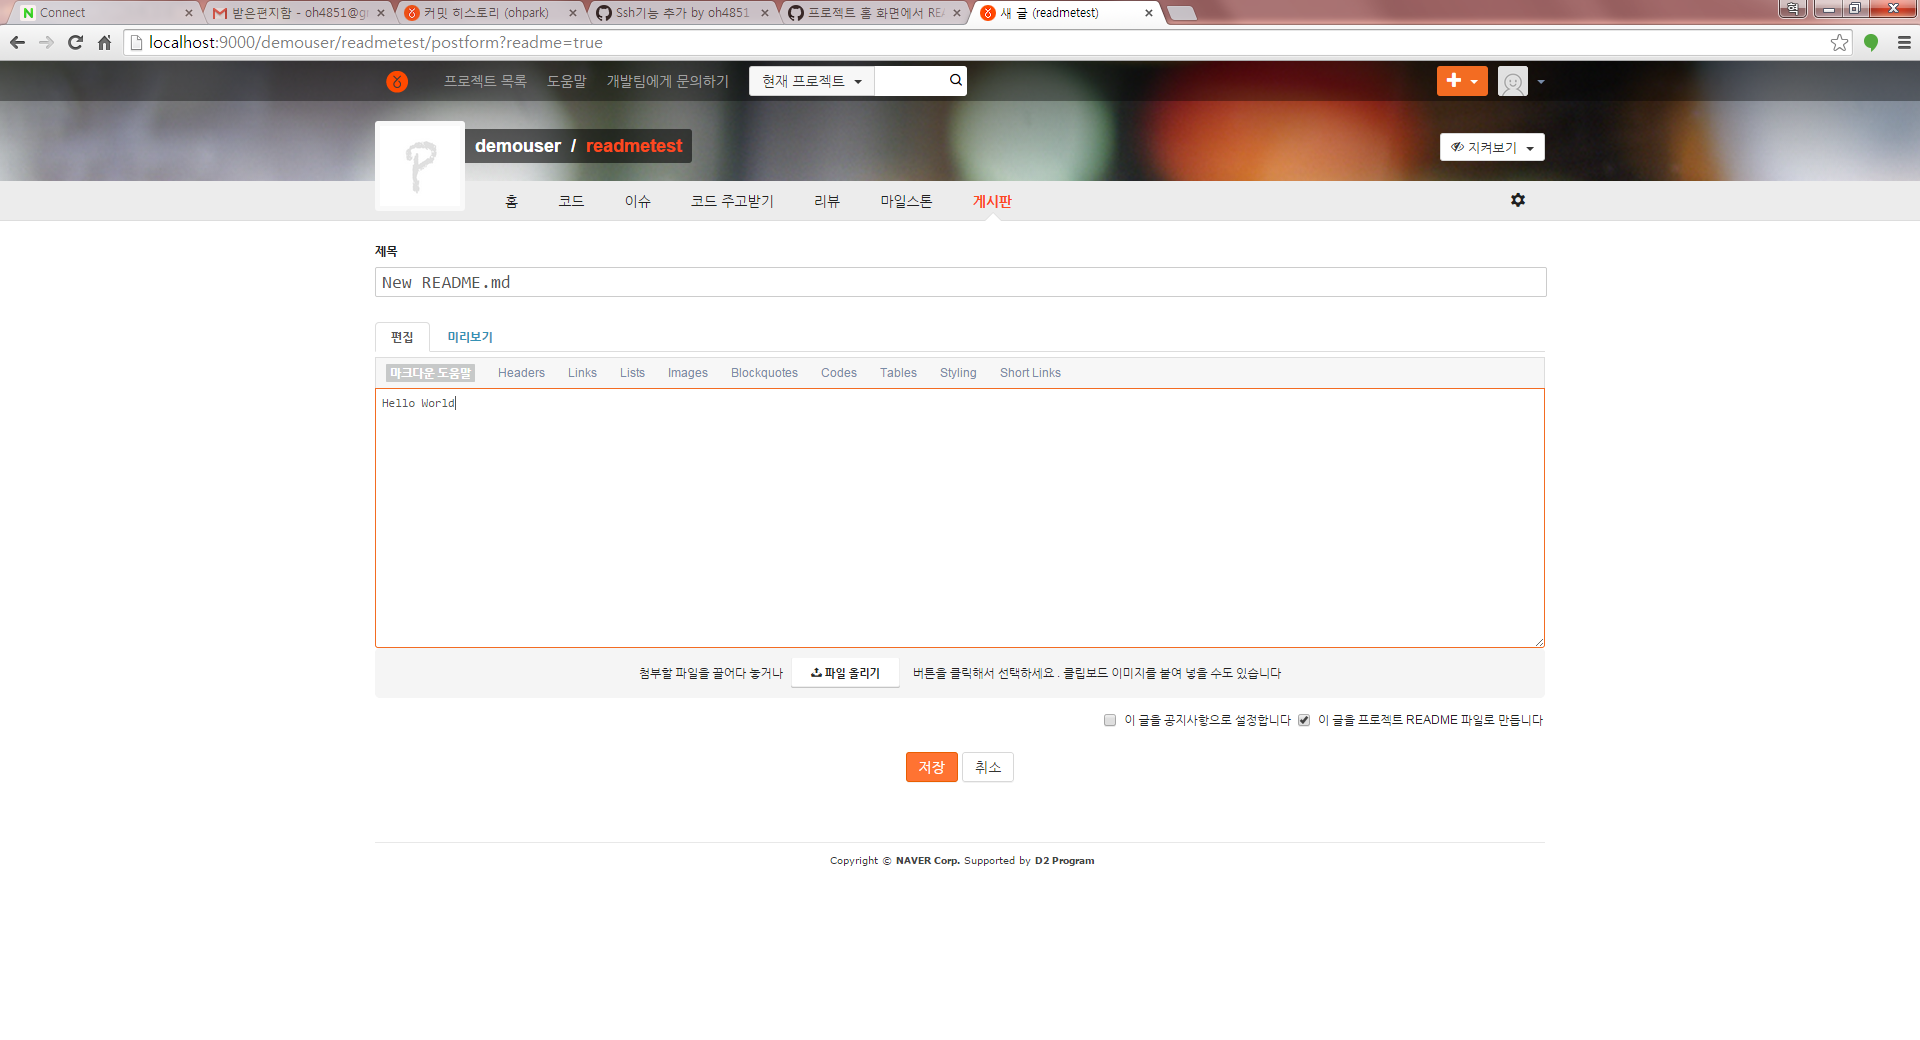 Connect
받은편지함 - oh4851@g
커밋 히스토리 (ohpark)
Ssh기능 추가 by oh4851
프로젝트 홈 화면에서 REA
새 글 (readmetest)
혁
localhost:9000/demouser/readmetest/postform?readme=true
프로젝트 목록 도움말 개발팀에게 문의하기 현재 프로젝트
demouser / readmetest
지켜보기
홈 코드 이슈 코드 주고받기 리뷰 마일스톤 게시판
제목
New README.md
편집 미리보기
마크다운 도움말 Headers Links Lists Images Blockquotes Codes Tables Styling Short Links
Hello World
첨부할 파일을 끌어다 놓거나 파일 올리기 버튼을 클릭해서 선택하세요 . 클립보드 이미지를 붙여 넣을 수도 있습니다
이 글을 공지사항으로 설정합니다 이 글을 프로젝트 README 파일로 만듭니다
저장 취소
Copyright © NAVER Corp. Supported by D2 Program